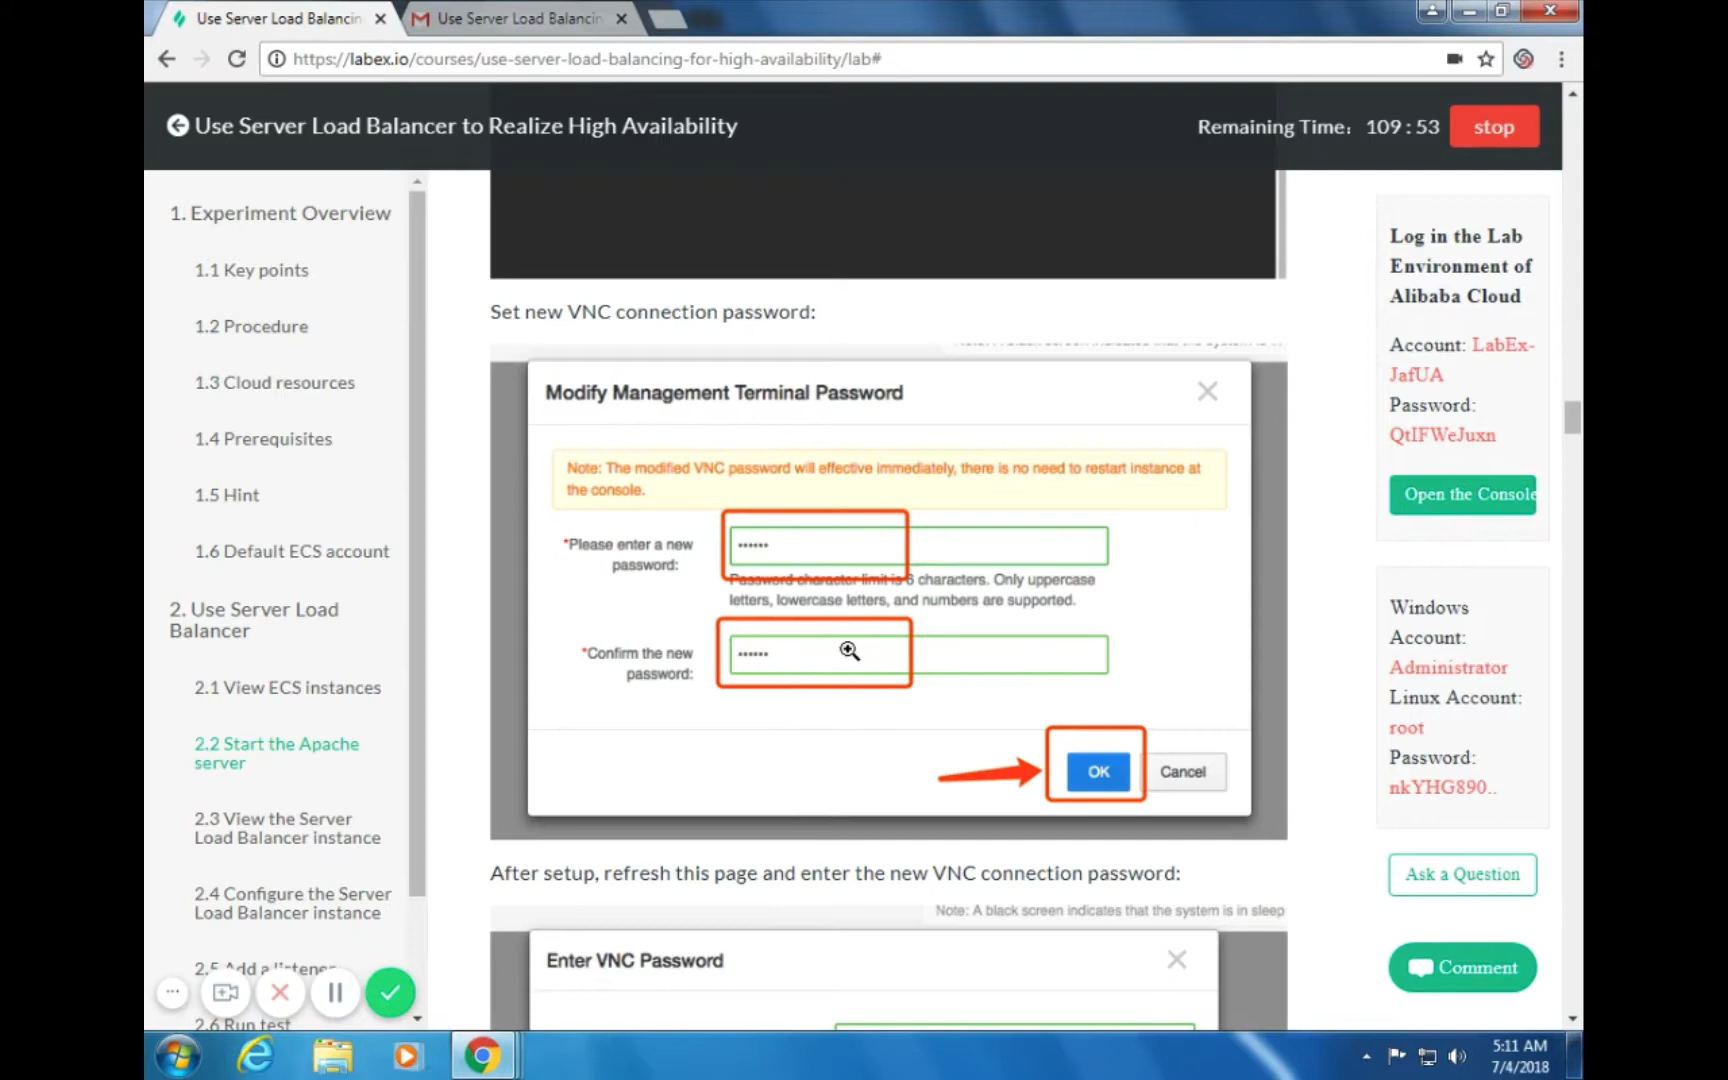 Use Server Load Balancin
Use Server Load Balancin
https://labex.io/courses/use-server-load-balancing-for-high-availability/lab#
Use Server Load Balancer to Realize High Availability
Remaining Time: 109 : 53
stop
1. Experiment Overview
1.1 Key points
1.2 Procedure
1.3 Cloud resources
1.4 Prerequisites
1.5 Hint
1.6 Default ECS account
2. Use Server Load
Balancer
2.1 View ECS instances
2.2 Start the Apache
server
2.3 View the Server
Load Balancer instance
2.4 Configure the Server
Load Balancer instance
2.5 Add a listener
2.6 Run test
Set new VNC connection password:
Modify Management Terminal Password
Note: The modified VNC password will effective immediately, there is no need to restart instance at
the console.
*Please enter a new
password:
••••••
Password character limit is 6 characters. Only uppercase
letters, lowercase letters, and numbers are supported.
*Confirm the new
password:
••••••
OK
Cancel
After setup, refresh this page and enter the new VNC connection password:
Note: A black screen indicates that the system is in sleep
Enter VNC Password
Log in the Lab
Environment of
Alibaba Cloud
Account: LabEx-
JafUA
Password:
QtIFWeJuxn
Open the Console
Windows
Account:
Administrator
Linux Account:
root
Password:
nkYHG890..
Ask a Question
Comment
5:11 AM
7/4/2018